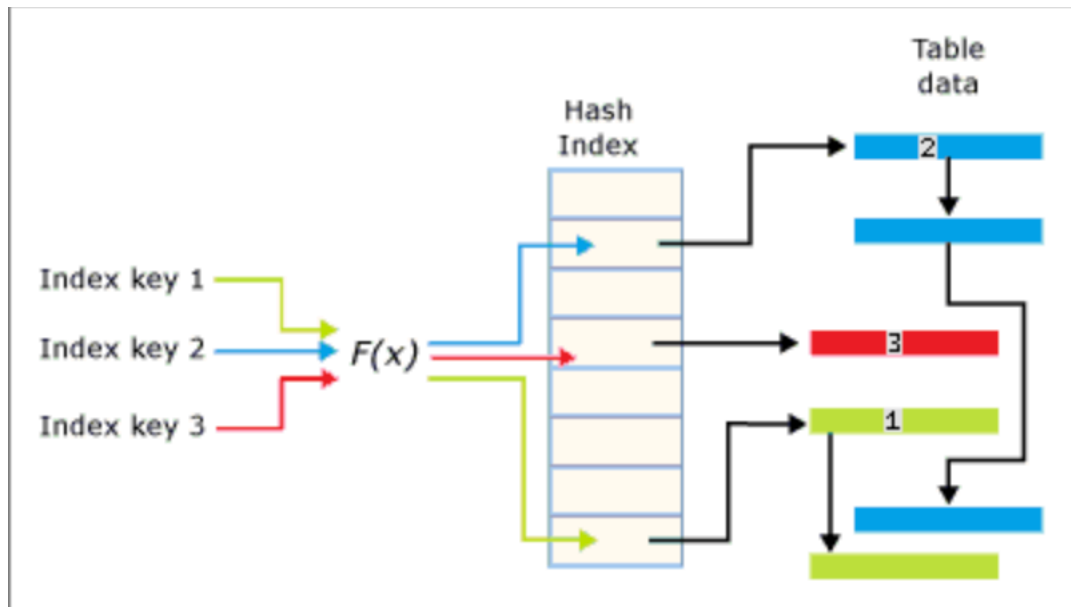 Table
data
Hash
Index
2
Index key 1
Index key 2
F(x)
3
Index key 3
1